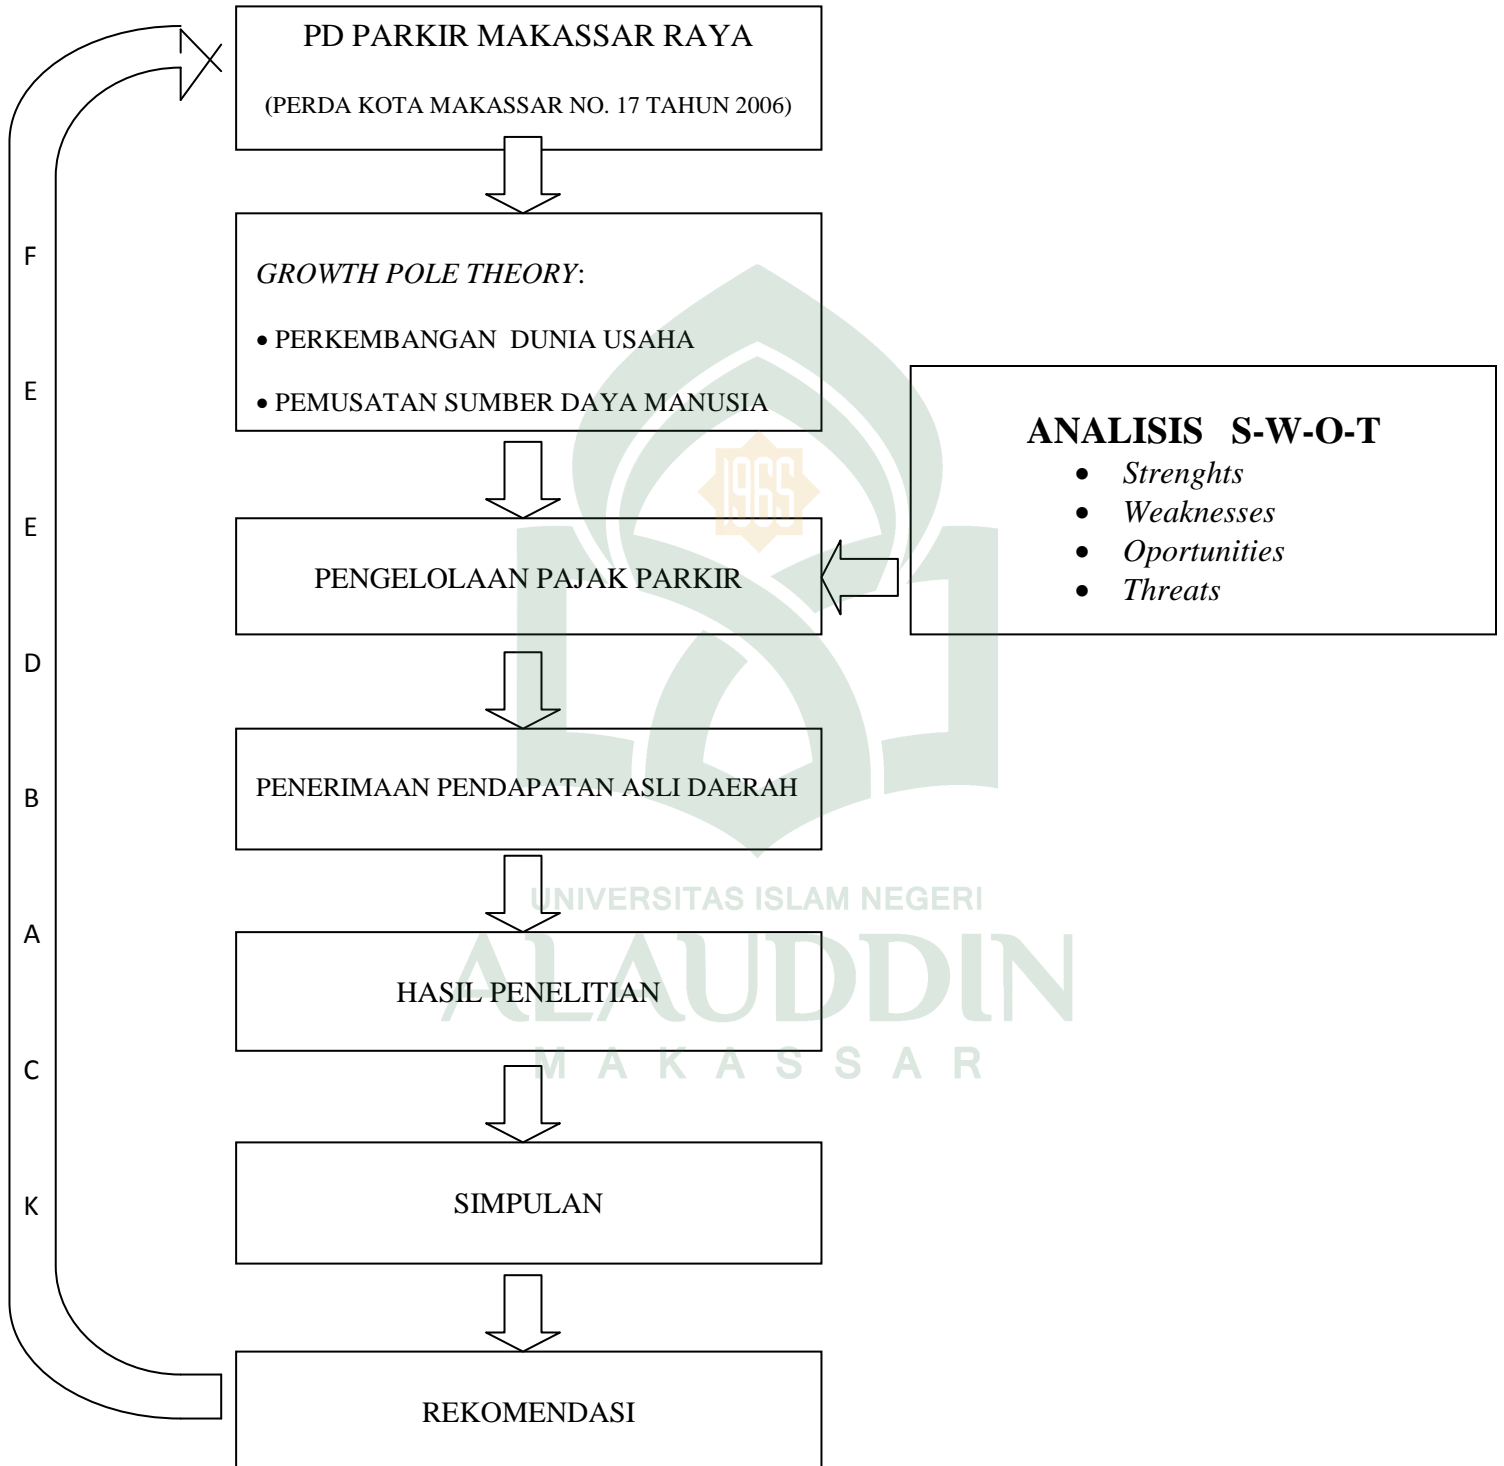 PD PARKIR MAKASSAR RAYA
(PERDA KOTA MAKASSAR NO. 17 TAHUN 2006)
GROWTH POLE THEORY:
• PERKEMBANGAN DUNIA USAHA
• PEMUSATAN SUMBER DAYA MANUSIA
ANALISIS S-W-O-T
• Strenghts
• Weaknesses
• Oportunities
• Threats
PENGELOLAAN PAJAK PARKIR
PENERIMAAN PENDAPATAN ASLI DAERAH
HASIL PENELITIAN
SIMPULAN
REKOMENDASI
F
E
E
D
B
A
C
K
1965
UNIVERSITAS ISLAM NEGERI
ALAUDDIN
MAKASSAR